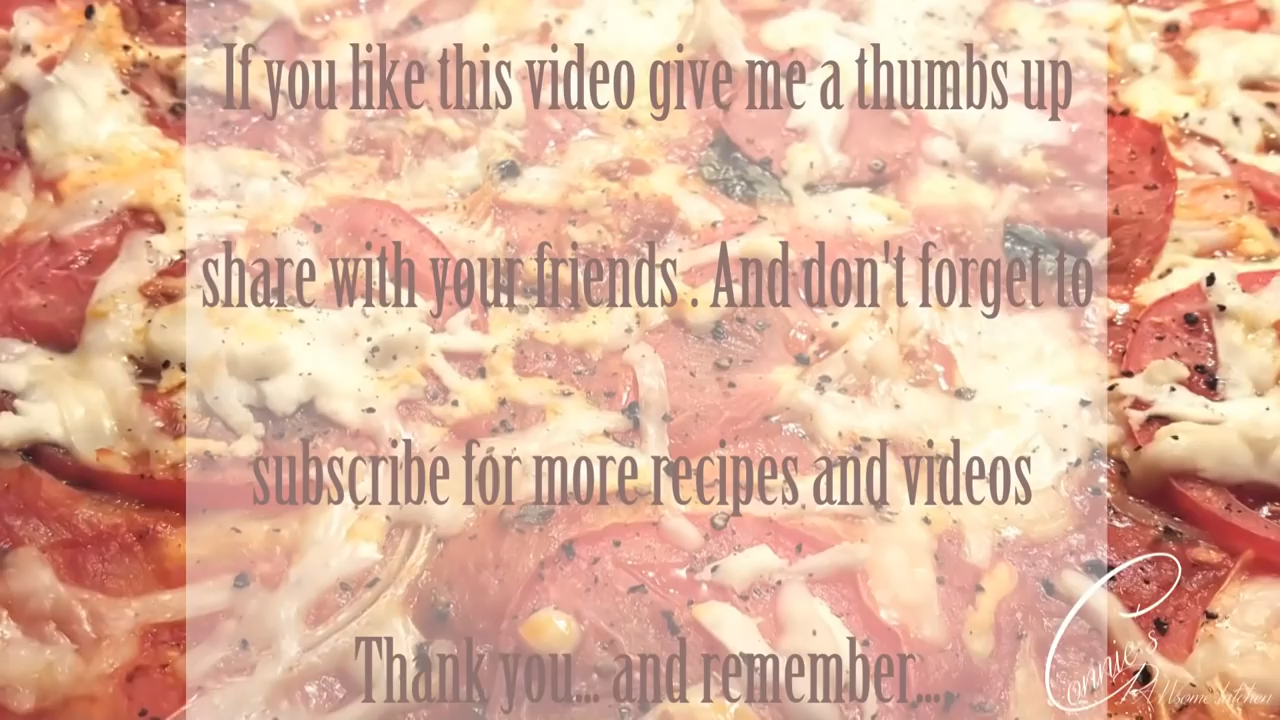 If you like this video give me a thumbs up
share with your friends . And don't forget to
subscribe for more recipes and videos
Thank you... and remember...
Connie's
kitchen